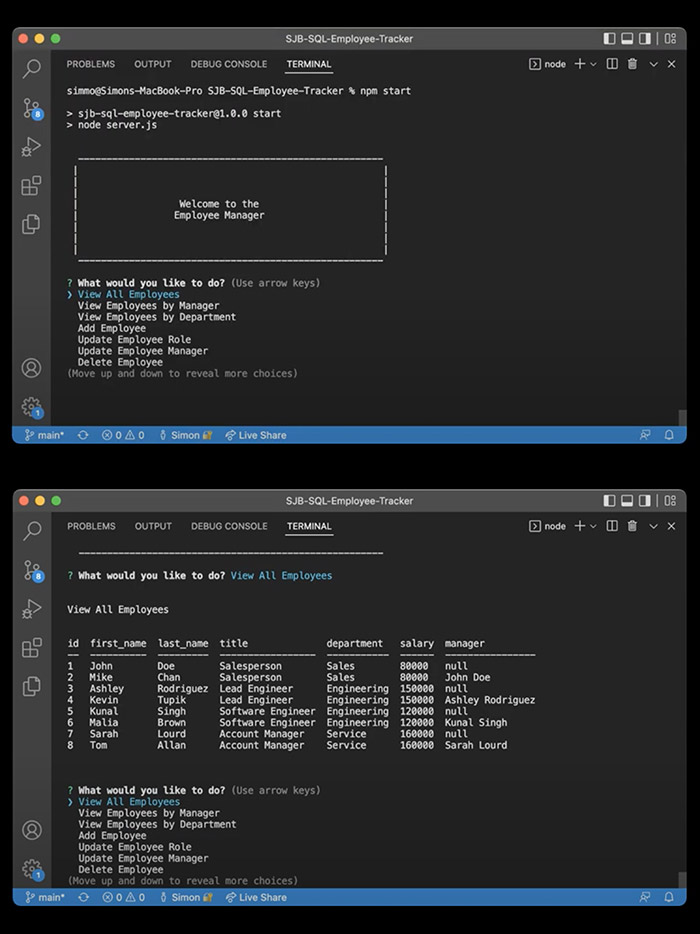 SJB-SQL-Employee-Tracker
PROBLEMS OUTPUT DEBUG CONSOLE TERMINAL node
simmo@Simons-MacBook-Pro SJB-SQL-Employee-Tracker % npm start
> sjb-sql-employee-tracker@1.0.0 start
> node server.js
Welcome to the
Employee Manager
? What would you like to do? (Use arrow keys)
❯ View All Employees
View Employees by Manager
View Employees by Department
Add Employee
Update Employee Role
Update Employee Manager
Delete Employee
(Move up and down to reveal more choices)
8
1
main* 0 0 Simon Live Share
SJB-SQL-Employee-Tracker
PROBLEMS OUTPUT DEBUG CONSOLE TERMINAL node
? What would you like to do? View All Employees
View All Employees
id first_name last_name title department salary manager
1 John Doe Salesperson Sales 80000 null
2 Mike Chan Salesperson Sales 80000 John Doe
3 Ashley Rodriguez Lead Engineer Engineering 150000 null
4 Kevin Tupik Lead Engineer Engineering 150000 Ashley Rodriguez
5 Kunal Singh Software Engineer Engineering 120000 null
6 Malia Brown Software Engineer Engineering 120000 Kunal Singh
7 Sarah Lourd Account Manager Service 160000 null
8 Tom Allan Account Manager Service 160000 Sarah Lourd
? What would you like to do? (Use arrow keys)
❯ View All Employees
View Employees by Manager
View Employees by Department
Add Employee
Update Employee Role
Update Employee Manager
Delete Employee
(Move up and down to reveal more choices)
8
1
main* 0 0 Simon Live Share